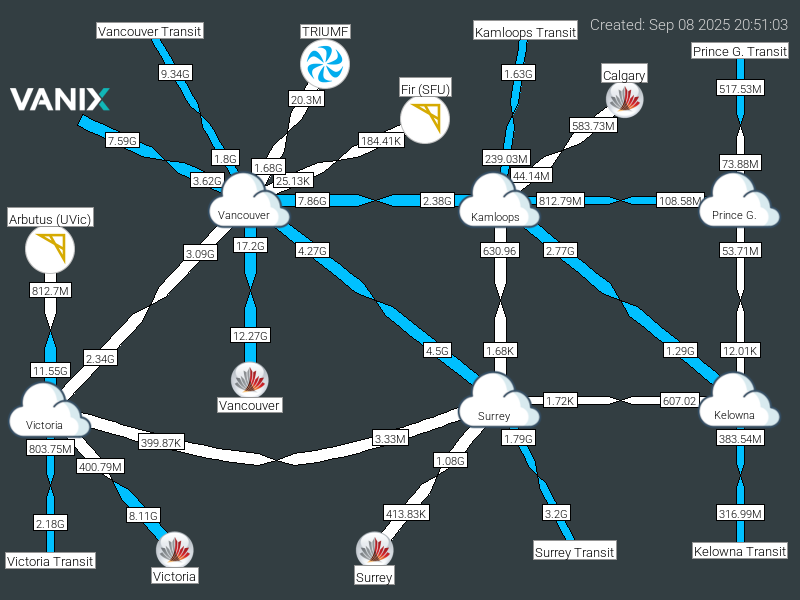 Created: Sep 08 2025 20:51:03
Vancouver Transit
TRIUMF
Kamloops Transit
Prince G. Transit
9.34G
1.63G
Calgary
517.53M
Fir (SFU)
VANIX
20.3M
583.73M
7.59G
184.41K
1.8G
239.03M
73.88M
1.68G
44.14M
3.62G
25.13K
7.86G
2.38G
812.79M
108.58M
Arbutus (UVic)
Vancouver
Kamloops
Prince G.
17.2G
4.27G
630.96
2.77G
53.71M
3.09G
812.7M
12.27G
2.34G
4.5G
1.68K
1.29G
12.01K
11.55G
Vancouver
1.72K
607.02
Victoria
Surrey
Kelowna
399.87K
3.33M
1.79G
383.54M
803.75M
400.79M
1.08G
2.18G
8.11G
413.83K
3.2G
316.99M
Victoria Transit
Victoria
Surrey
Surrey Transit
Kelowna Transit